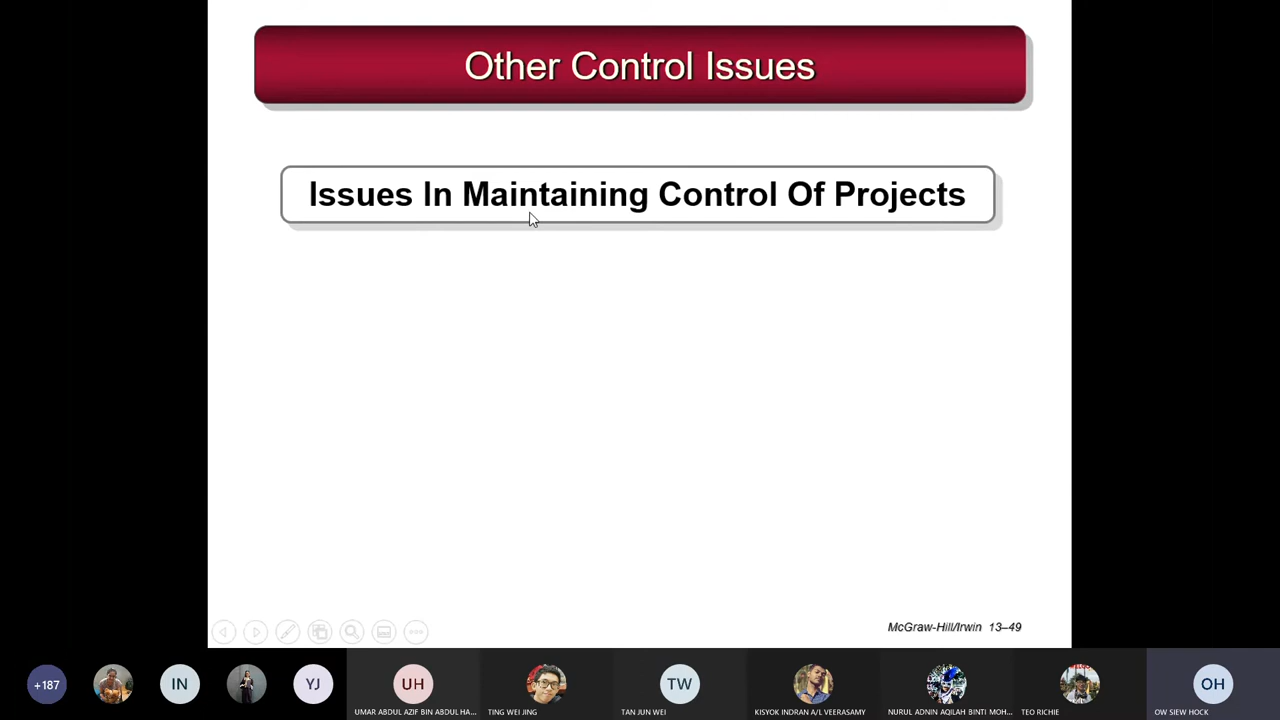 Other Control Issues
Issues In Maintaining Control Of Projects
McGraw-Hill/Irwin 13–49
+187
IN
YJ
UH
TW
OH
UMAR ABDUL AZIF BIN ABDUL HA...
TING WEI JING
TAN JUN WEI
KISYOK INDRAN A/L VEERASAMY
NURUL ADNIN AQILAH BINTI MOH...
TEO RICHIE
OW SIEW HOCK